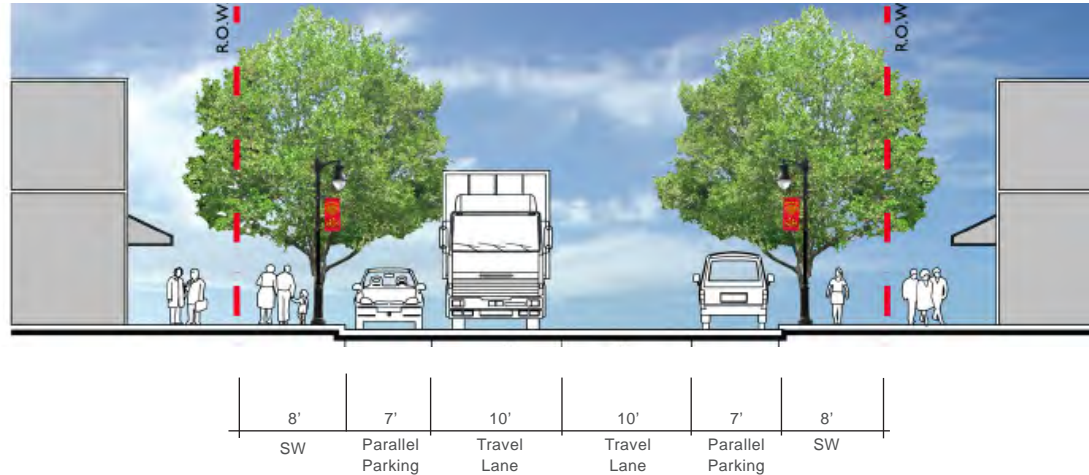 R.O.W
R.O.W
8' 7' 10' 10' 7' 8'
SW Parallel Parking Travel Lane Travel Lane Parallel Parking SW